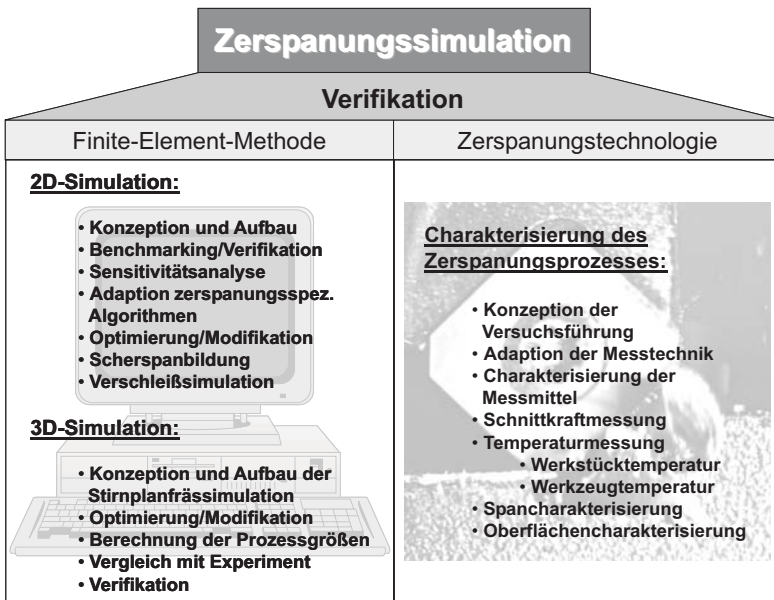 Zerspanungssimulation
Verifikation
Finite-Element-Methode
Zerspanungstechnologie
2D-Simulation:
• Konzeption und Aufbau
• Benchmarking/Verifikation
• Sensitivitätsanalyse
• Adaption zerspanungsspez.
Algorithmen
• Optimierung/Modifikation
• Scherspanbildung
• Verschleißsimulation
3D-Simulation:
• Konzeption und Aufbau der
Stirnplanfrässimulation
• Optimierung/Modifikation
• Berechnung der Prozessgrößen
• Vergleich mit Experiment
• Verifikation
Charakterisierung des
Zerspanungsprozesses:
• Konzeption der
Versuchsführung
• Adaption der Messtechnik
• Charakterisierung der
Messmittel
• Schnittkraftmessung
• Temperaturmessung
• Werkstücktemperatur
• Werkzeugtemperatur
• Spancharakterisierung
• Oberflächencharakterisierung